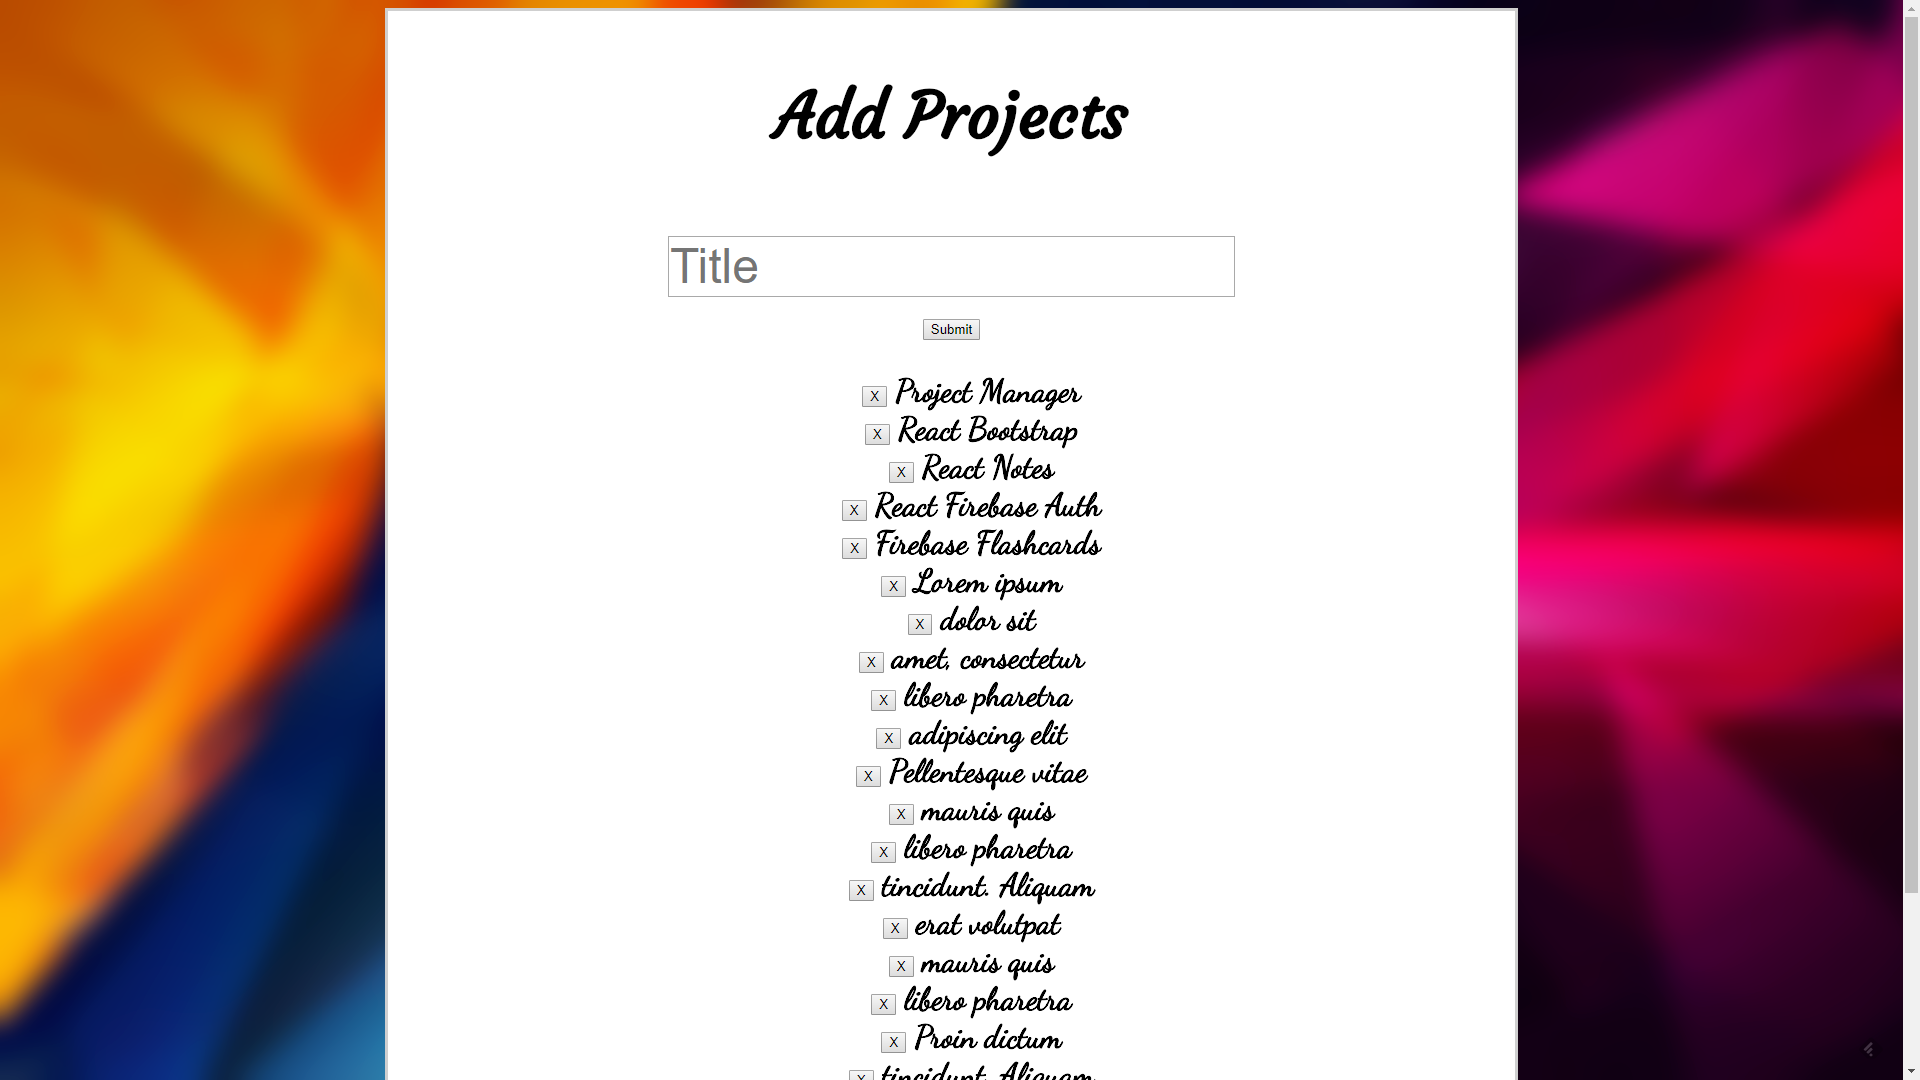 Add Projects
Title
Submit
X Project Manager
X React Bootstrap
X React Notes
X React Firebase Auth
X Firebase Flashcards
X Lorem ipsum
X dolor sit
X amet, consectetur
X libero pharetra
X adipiscing elit
X Pellentesque vitae
X mauris quis
X libero pharetra
X tincidunt. Aliquam
X erat volutpat
X mauris quis
X libero pharetra
X Proin dictum
X tincidunt. Aliquam